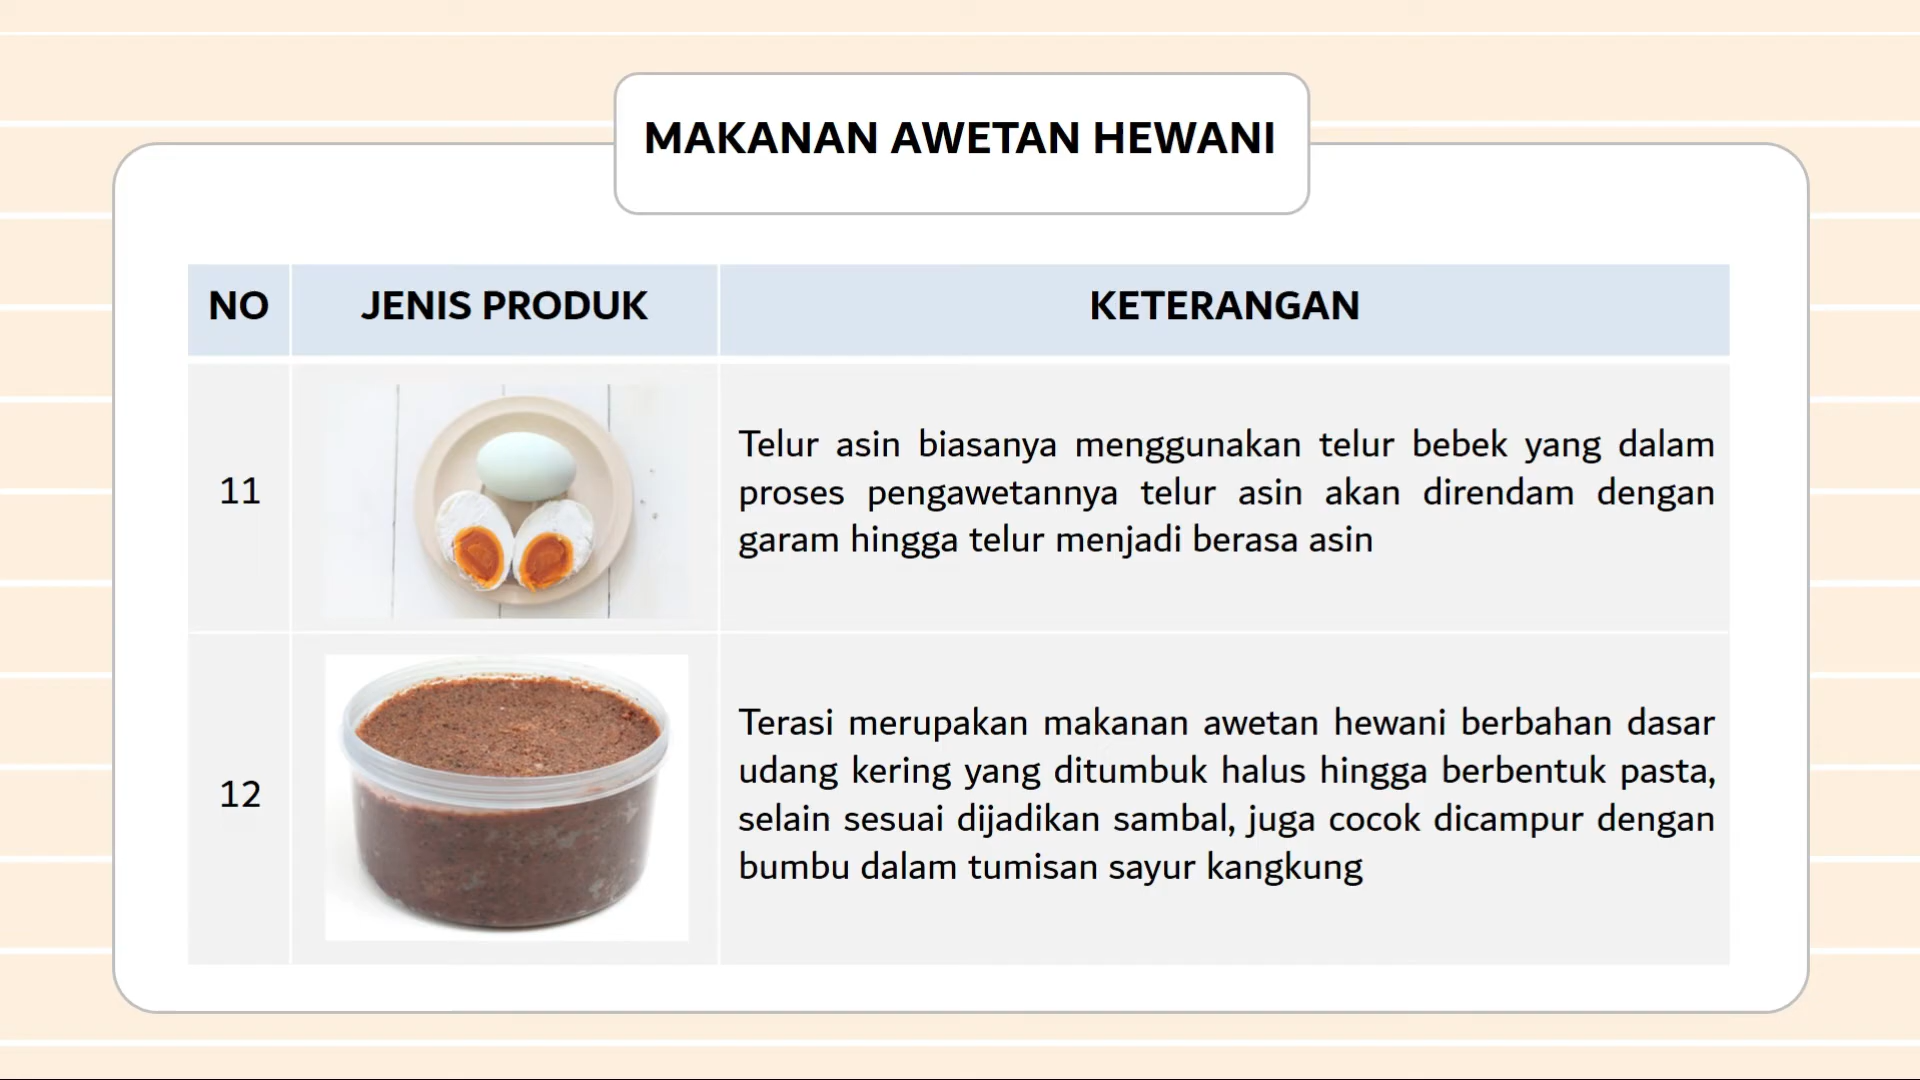 MAKANAN AWETAN HEWANI
NO JENIS PRODUK KETERANGAN
11
Telur asin biasanya menggunakan telur bebek yang dalam
proses pengawetannya telur asin akan direndam dengan
garam hingga telur menjadi berasa asin
12
Terasi merupakan makanan awetan hewani berbahan dasar
udang kering yang ditumbuk halus hingga berbentuk pasta,
selain sesuai dijadikan sambal, juga cocok dicampur dengan
bumbu dalam tumisan sayur kangkung